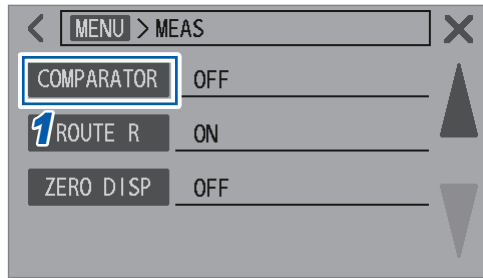 MENU > MEAS
COMPARATOR OFF
1
ROUTE R ON
ZERO DISP OFF